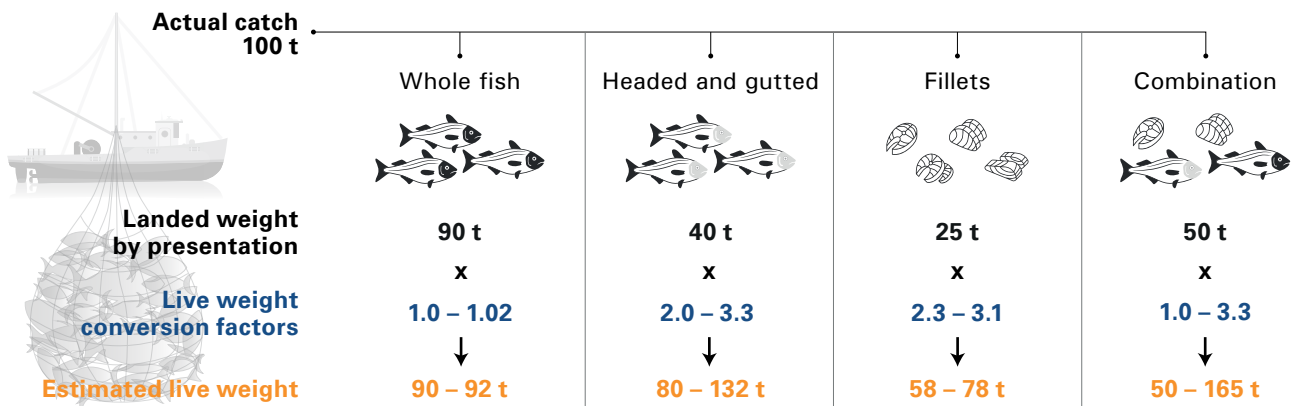 Actual catch
100 t
Whole fish
Headed and gutted
Fillets
Combination
Landed weight
by presentation
90 t
40 t
25 t
50 t
x
x
x
x
Live weight
conversion factors
1.0 – 1.02
2.0 – 3.3
2.3 – 3.1
1.0 – 3.3
Estimated live weight
90 – 92 t
80 – 132 t
58 – 78 t
50 – 165 t